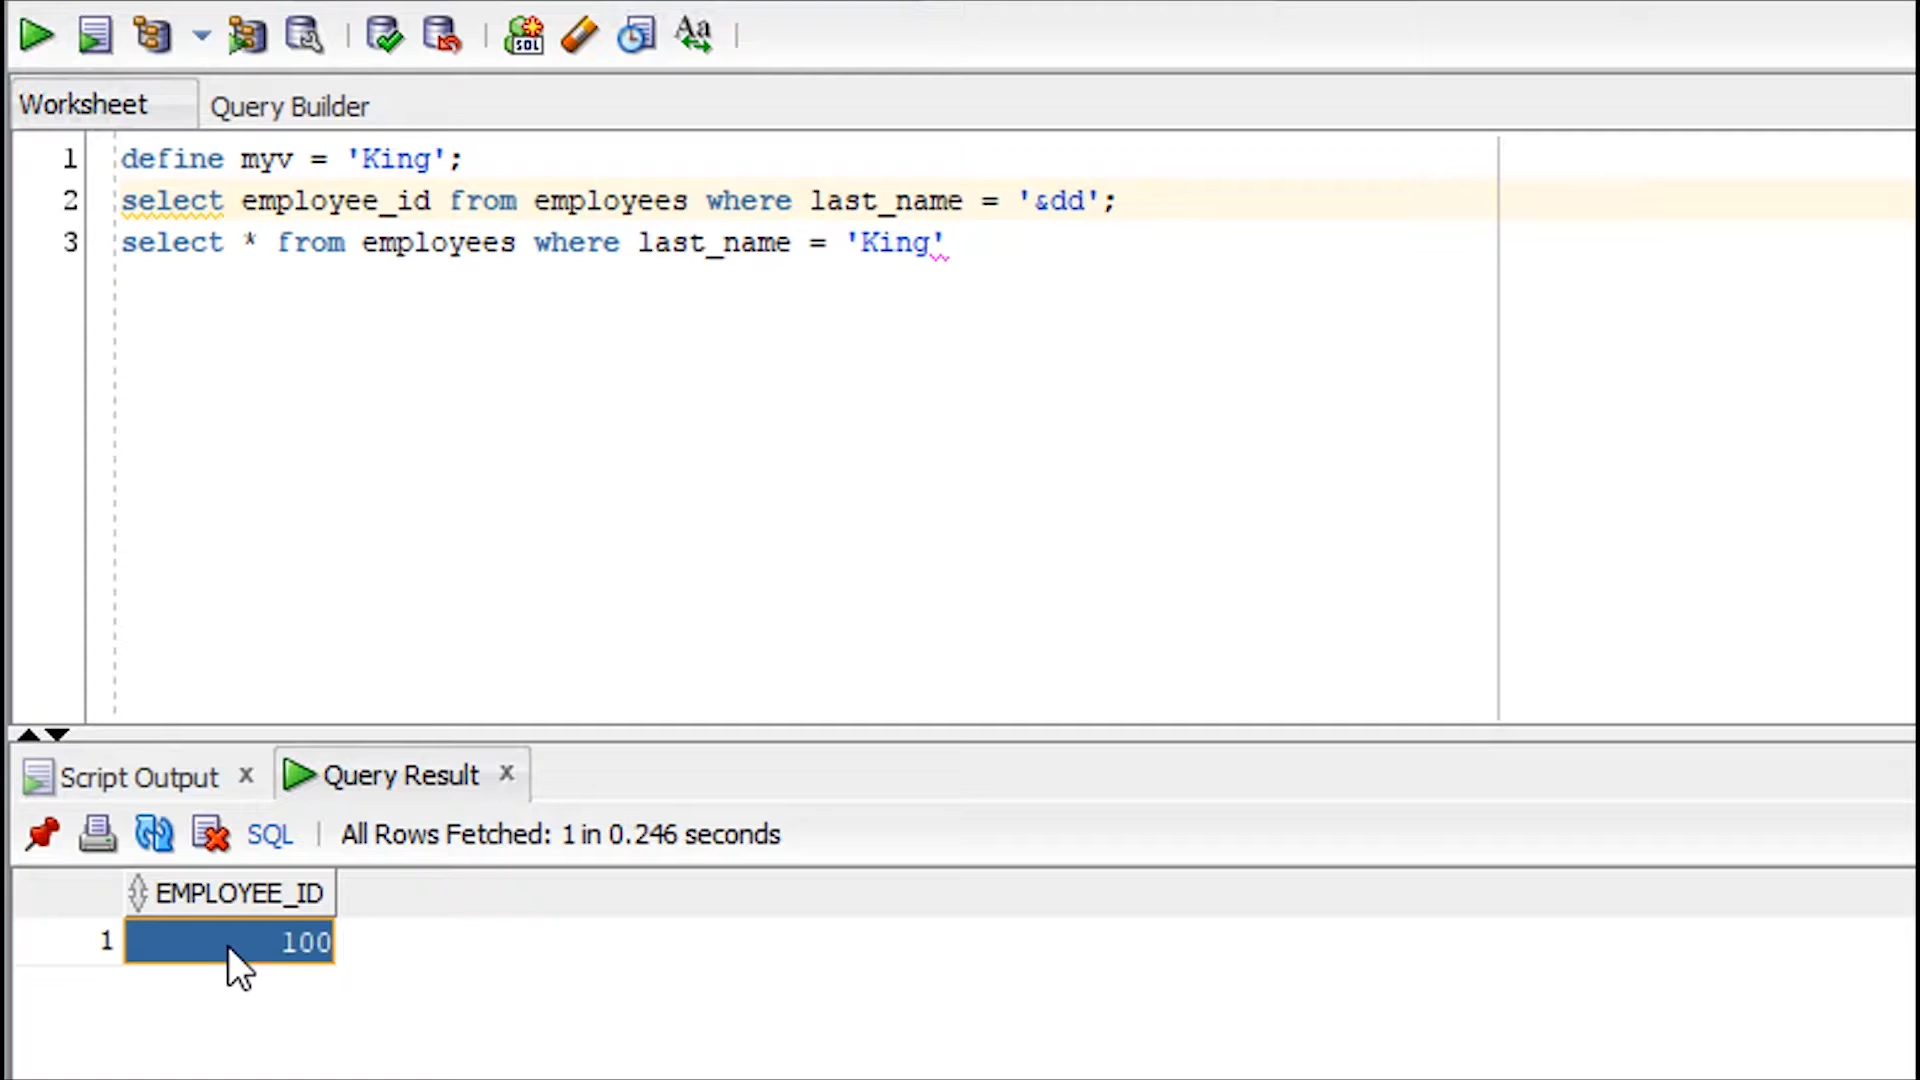 SQL
Aa
Worksheet
Query Builder
1 define myv = 'King';
2 select employee_id from employees where last_name = '&dd';
3 select * from employees where last_name = 'King'
Script Output x
Query Result x
SQL | All Rows Fetched: 1 in 0.246 seconds
EMPLOYEE_ID
1 100